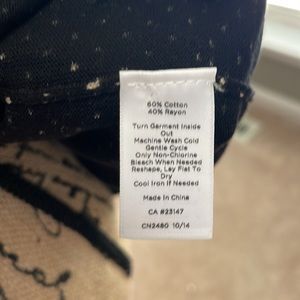 60% Cotton
40% Rayon
Turn Garment Inside
Out
Machine Wash Cold
Gentle Cycle
Only Non-Chlorine
Bleach When Needed
Reshape, Lay Flat To
Dry
Cool Iron if Needed
Made in China
CA #23147
CN2480 10/14